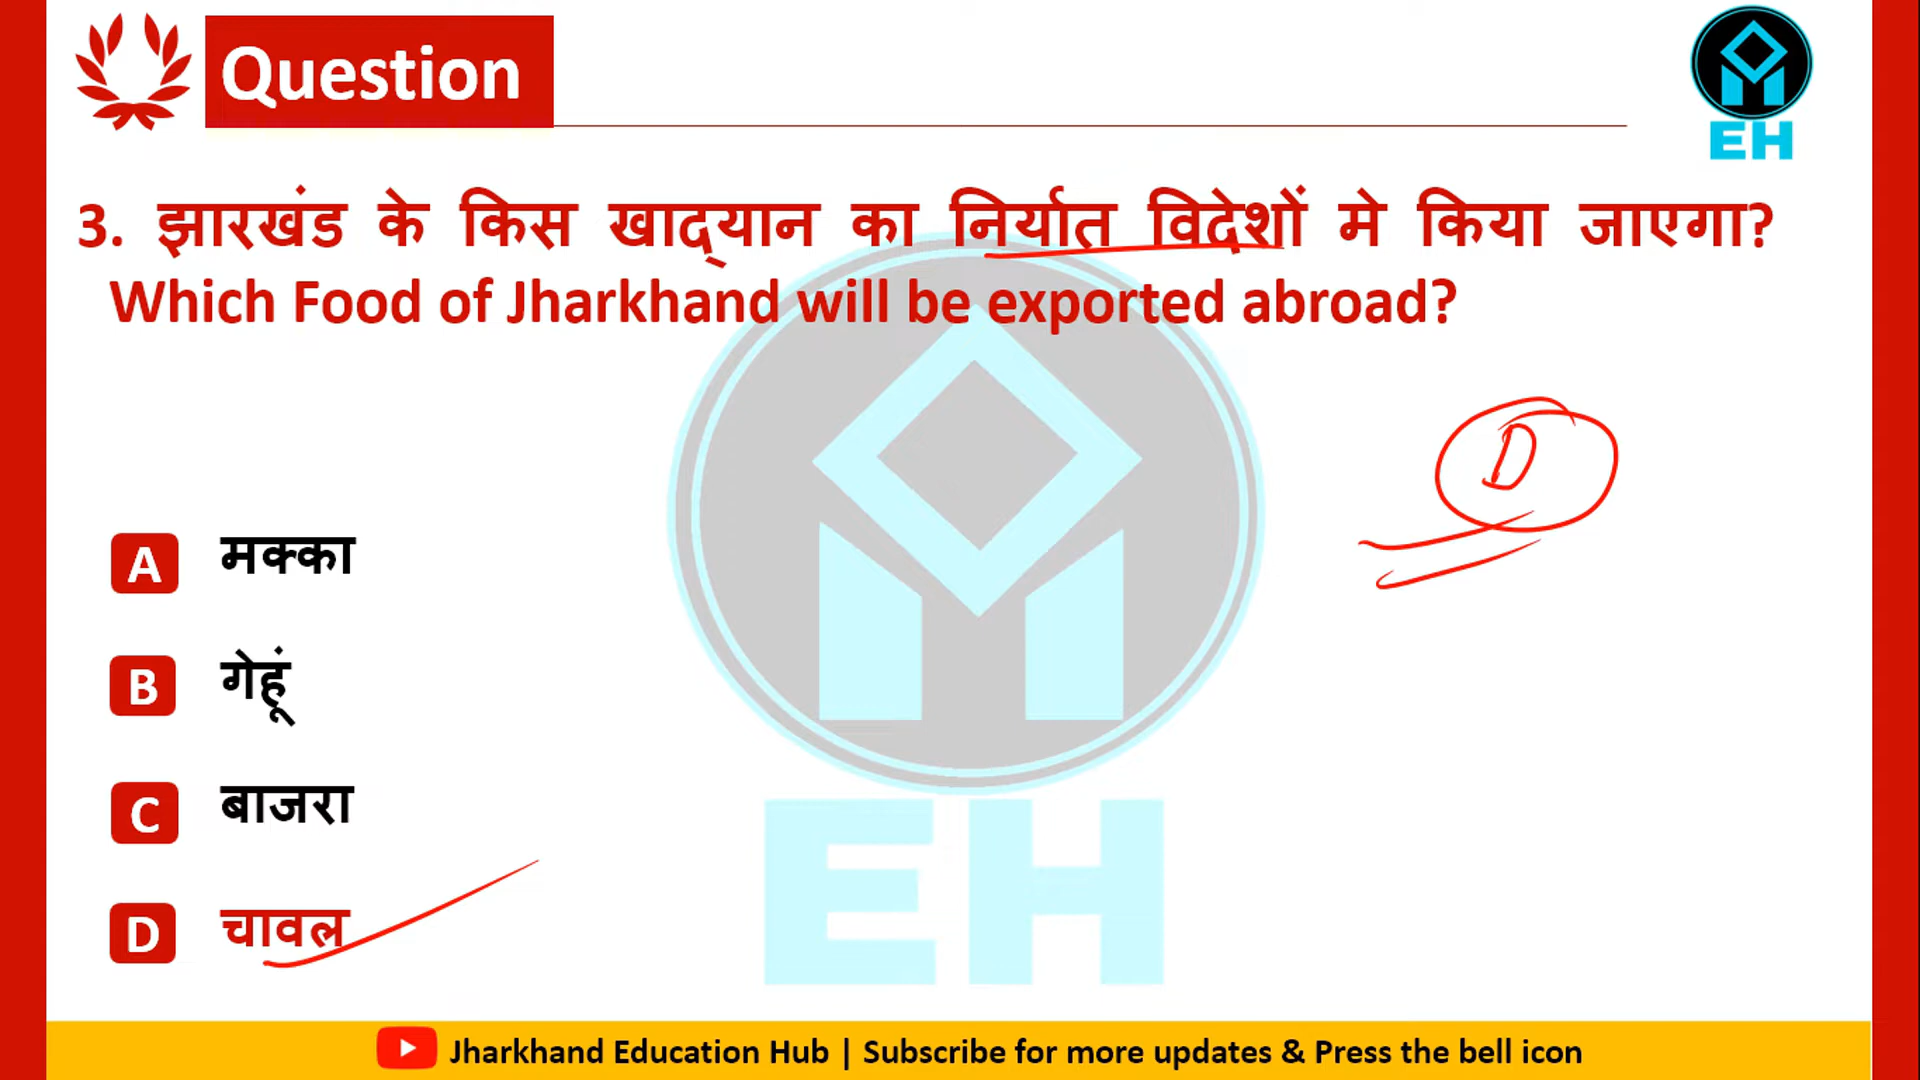 Question
EH
3. झारखंड के किस खाद्यान का निर्यात विदेशों मे किया जाएगा?
Which Food of Jharkhand will be exported abroad?
D
A मक्का
B गेहूं
C बाजरा
D चावल
EH
Jharkhand Education Hub | Subscribe for more updates & Press the bell icon